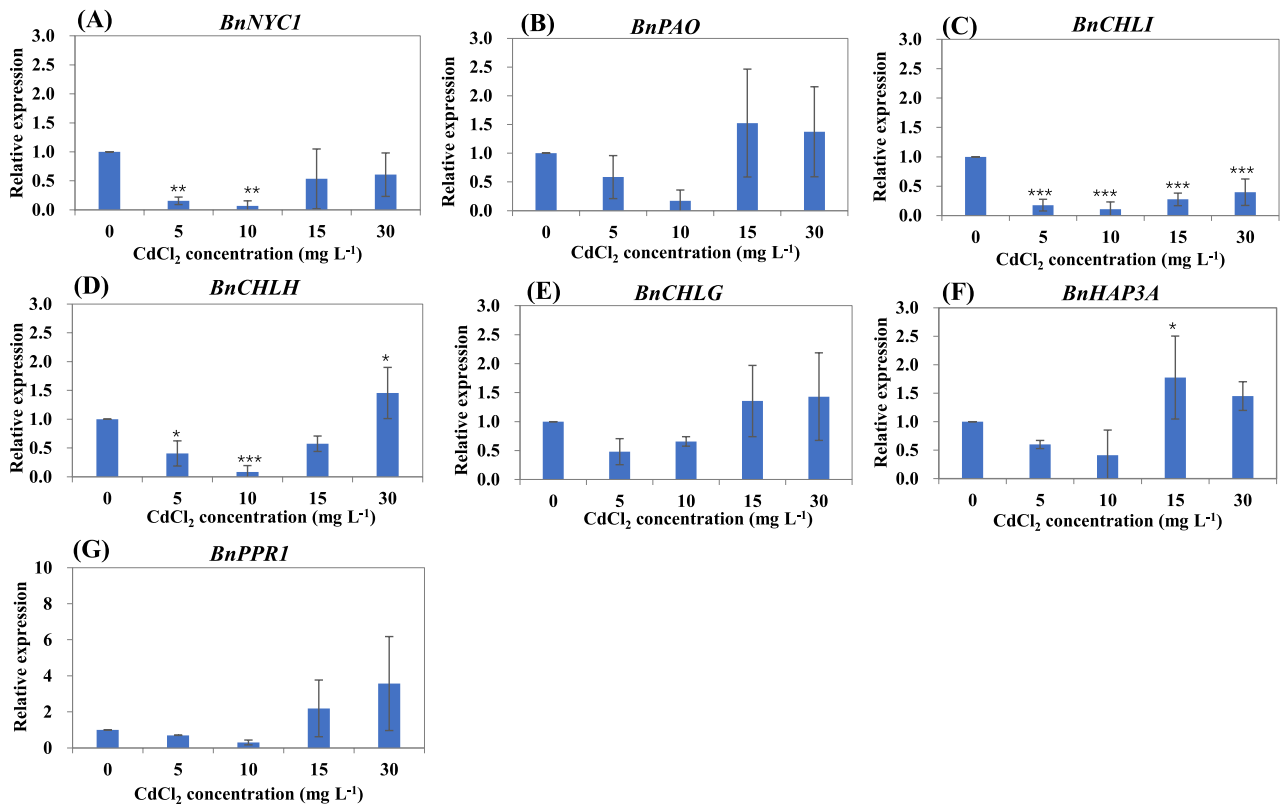 (A)
BnNYC1
Relative expression
3.0
2.5
2.0
1.5
1.0
0.5
0.0
** **
0 5 10 15 30
CdCl₂ concentration (mg L⁻¹)
(B)
BnPAO
Relative expression
3.0
2.5
2.0
1.5
1.0
0.5
0.0
0 5 10 15 30
CdCl₂ concentration (mg L⁻¹)
(C)
BnCHLI
Relative expression
3.0
2.5
2.0
1.5
1.0
0.5
0.0
*** *** *** ***
0 5 10 15 30
CdCl₂ concentration (mg L⁻¹)
(D)
BnCHLH
Relative expression
3.0
2.5
2.0
1.5
1.0
0.5
0.0
* *** *
0 5 10 15 30
CdCl₂ concentration (mg L⁻¹)
(E)
BnCHLG
Relative expression
3.0
2.5
2.0
1.5
1.0
0.5
0.0
0 5 10 15 30
CdCl₂ concentration (mg L⁻¹)
(F)
BnHAP3A
Relative expression
3.0
2.5
2.0
1.5
1.0
0.5
0.0
*
0 5 10 15 30
CdCl₂ concentration (mg L⁻¹)
(G)
BnPPR1
Relative expression
10
8
6
4
2
0
0 5 10 15 30
CdCl₂ concentration (mg L⁻¹)